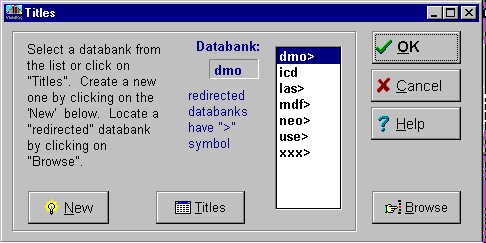 Titles
Select a databank from
the list or click on
"Titles". Create a new
one by clicking on the
'New' below. Locate a
"redirected" databank
by clicking on
"Browse".
Databank:
dmo
redirected
databanks
have ">"
symbol
dmo>
icd
las>
mdf>
neo>
use>
xxx>
OK
Cancel
Help
New
Titles
Browse